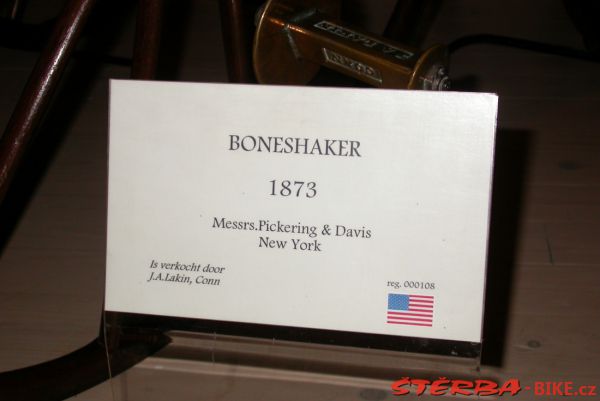 BONESHAKER
1873
Messrs.Pickering & Davis
New York
Is verkocht door
J.A.Lakin, Conn
reg. 000108
ŠTĚRBA-BIKE.cz